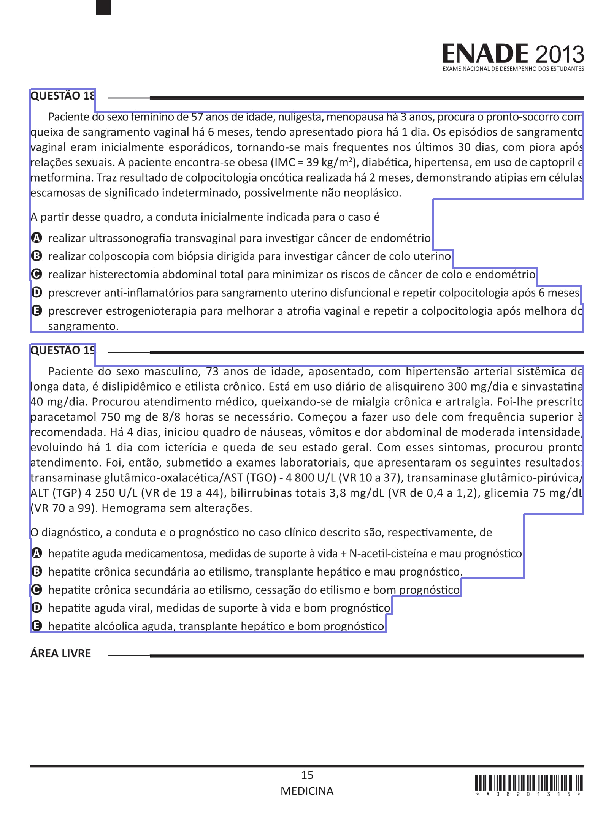 ENADE 2013
EXAME NACIONAL DE DESEMPENHO DOS ESTUDANTES
QUESTÃO 18
Paciente do sexo feminino de 57 anos de idade, nuligesta, menopausa há 3 anos, procura o pronto-socorro com
queixa de sangramento vaginal há 6 meses, tendo apresentado piora há 1 dia. Os episódios de sangramento
vaginal eram inicialmente esporádicos, tornando-se mais frequentes nos últimos 30 dias, com piora após
relações sexuais. A paciente encontra-se obesa (IMC = 39 kg/m²), diabética, hipertensa, em uso de captopril e
metformina. Traz resultado de colpocitologia oncótica realizada há 2 meses, demonstrando atipias em células
escamosas de significado indeterminado, possivelmente não neoplásico.
A partir desse quadro, a conduta inicialmente indicada para o caso é
A realizar ultrassonografia transvaginal para investigar câncer de endométrio.
B realizar colposcopia com biópsia dirigida para investigar câncer de colo uterino.
C realizar histerectomia abdominal total para minimizar os riscos de câncer de colo e endométrio.
D prescrever anti-inflamatórios para sangramento uterino disfuncional e repetir colpocitologia após 6 meses.
E prescrever estrogenioterapia para melhorar a atrofia vaginal e repetir a colpocitologia após melhora do
sangramento.
QUESTÃO 19
Paciente do sexo masculino, 73 anos de idade, aposentado, com hipertensão arterial sistêmica de
longa data, é dislipidêmico e etilista crônico. Está em uso diário de alisquireno 300 mg/dia e sinvastatina
40 mg/dia. Procurou atendimento médico, queixando-se de mialgia crônica e artralgia. Foi-lhe prescrito
paracetamol 750 mg de 8/8 horas se necessário. Começou a fazer uso dele com frequência superior à
recomendada. Há 4 dias, iniciou quadro de náuseas, vômitos e dor abdominal de moderada intensidade,
evoluindo há 1 dia com icterícia e queda de seu estado geral. Com esses sintomas, procurou pronto
atendimento. Foi, então, submetido a exames laboratoriais, que apresentaram os seguintes resultados:
transaminase glutâmico-oxalacética/AST (TGO) - 4 800 U/L (VR 10 a 37), transaminase glutâmico-pirúvica/
ALT (TGP) 4 250 U/L (VR de 19 a 44), bilirrubinas totais 3,8 mg/dL (VR de 0,4 a 1,2), glicemia 75 mg/dL
(VR 70 a 99). Hemograma sem alterações.
O diagnóstico, a conduta e o prognóstico no caso clínico descrito são, respectivamente, de
A hepatite aguda medicamentosa, medidas de suporte à vida + N-acetil-cisteína e mau prognóstico.
B hepatite crônica secundária ao etilismo, transplante hepático e mau prognóstico.
C hepatite crônica secundária ao etilismo, cessação do etilismo e bom prognóstico.
D hepatite aguda viral, medidas de suporte à vida e bom prognóstico.
E hepatite alcóolica aguda, transplante hepático e bom prognóstico.
ÁREA LIVRE
15
MEDICINA